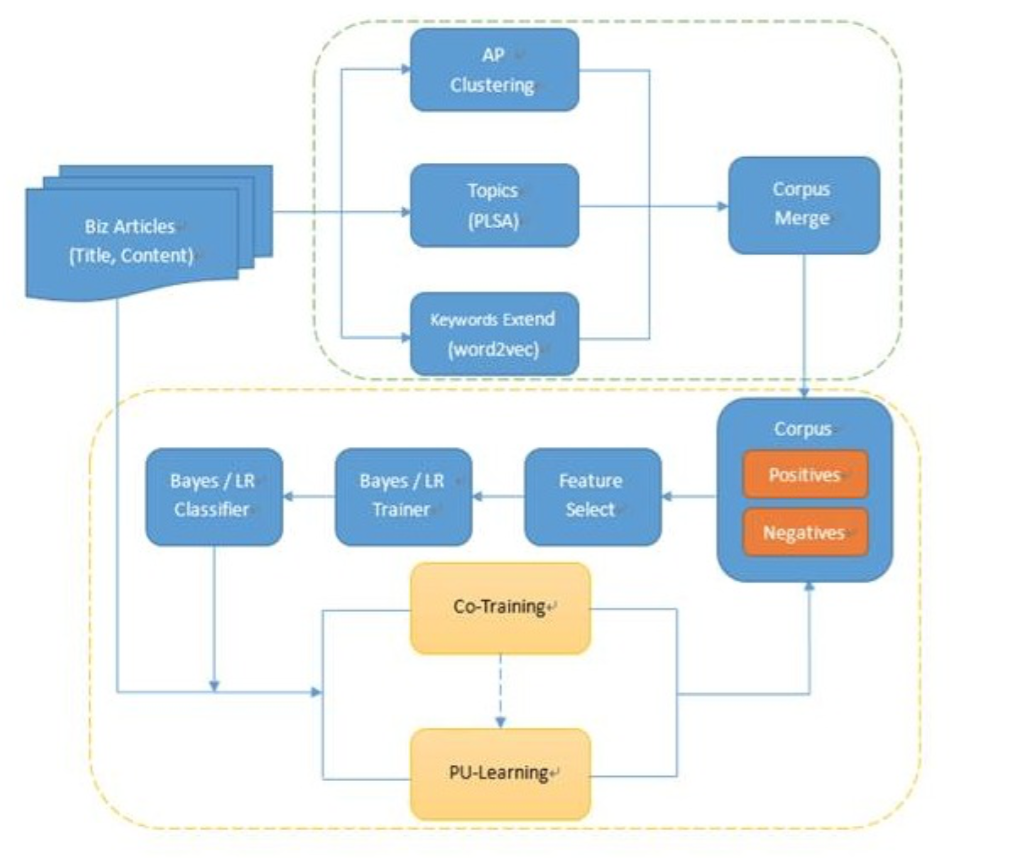 AP
Clustering
Biz Articles
(Title, Content)
Topics
(PLSA)
Corpus
Merge
Keywords Extend
(word2vec)
Corpus
Positives
Negatives
Bayes / LR
Classifier
Bayes / LR
Trainer
Feature
Select
Co-Training
PU-Learning